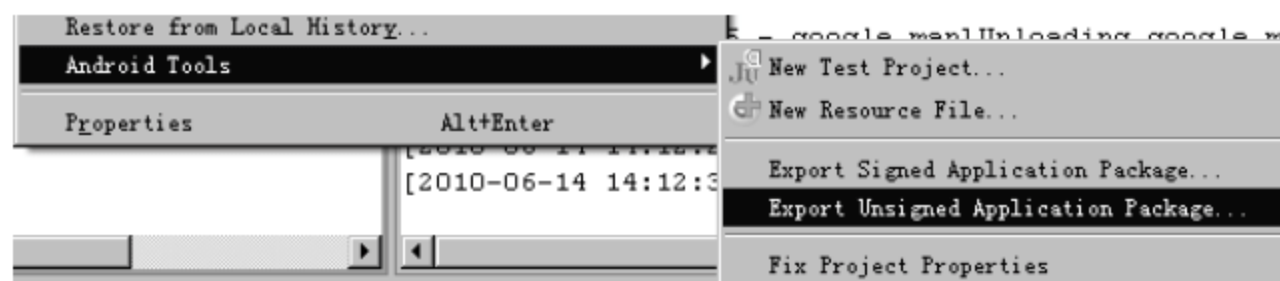 Restore from Local History...
Android Tools
Properties Alt+Enter
[2010-06-14 14:12:3
New Test Project...
New Resource File...
Export Signed Application Package...
Export Unsigned Application Package...
Fix Project Properties